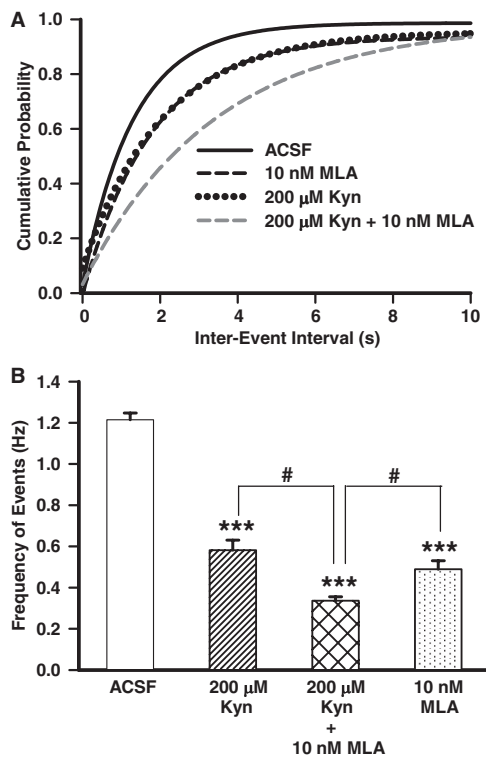 A
Cumulative Probability
1.0
0.8
0.6
0.4
0.2
0.0
ACSF
10 nM MLA
200 μM Kyn
200 μM Kyn + 10 nM MLA
0 2 4 6 8 10
Inter-Event Interval (s)
B
Frequency of Events (Hz)
1.4
1.2
1.0
0.8
0.6
0.4
0.2
0.0
# #
***
***
***
ACSF
200 μM
Kyn
200 μM
Kyn
+
10 nM MLA
10 nM
MLA